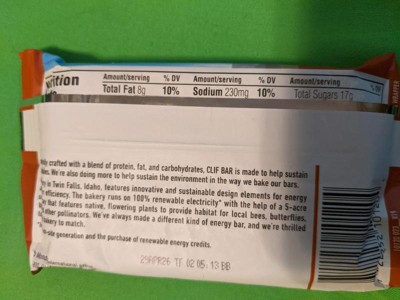 Amount/serving % DV Amount/serving % DV Amount/serving
Total Fat 8g 10% Sodium 230mg 10% Total Sugars 17g
crafted with a blend of protein, fat, and carbohydrates, CLIF BAR is made to help sustain
We're also doing more to help sustain the environment in the way we bake our bars.
in Twin Falls, Idaho, features innovative and sustainable design elements for energy
efficiency. The bakery runs on 100% renewable electricity* with the help of a 5-acre
that features native, flowering plants to provide habitat for local bees, butterflies,
other pollinators. We've always made a different kind of energy bar, and we're thrilled
bakery to match.
generation and the purchase of renewable energy credits.
29APR26 TF 02 05:13 BB